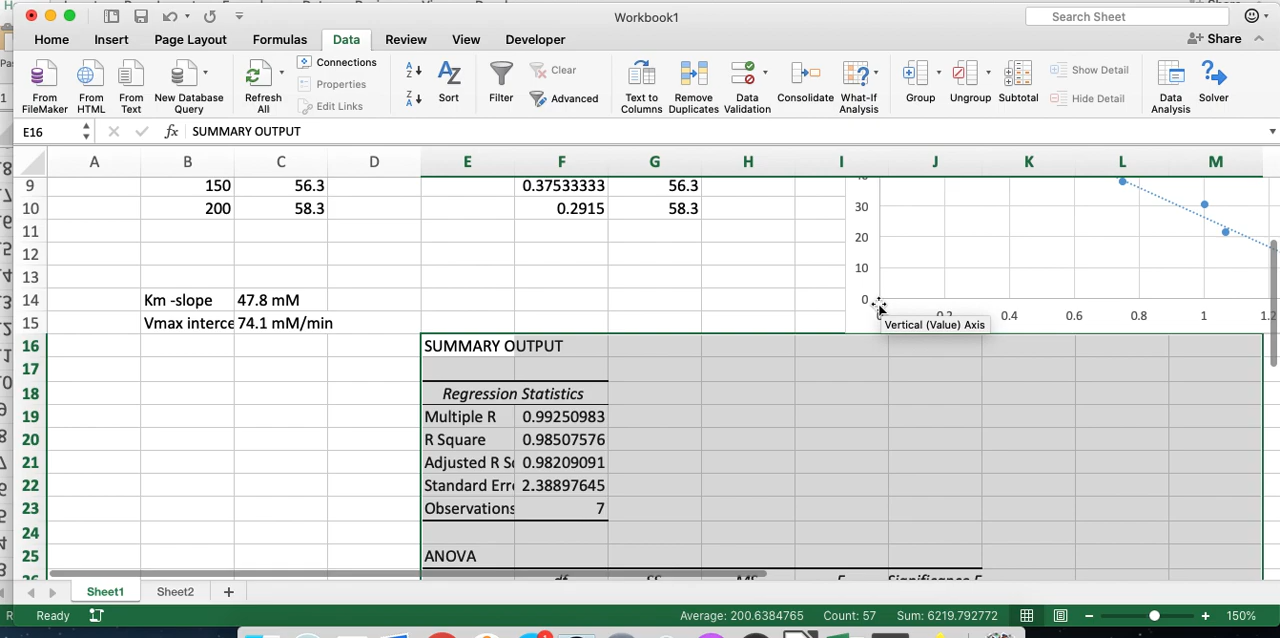 Workbook1
Search Sheet
Home Insert Page Layout Formulas Data Review View Developer
Share
From FileMaker
From HTML
From Text
New Database Query
Refresh All
Connections
Properties
Edit Links
Sort
Filter
Clear
Advanced
Text to Columns
Remove Duplicates
Data Validation
Consolidate
What-If Analysis
Group
Ungroup
Subtotal
Show Detail
Hide Detail
Data Analysis
Solver
E16 fx SUMMARY OUTPUT
A B C D E F G H I J K L M
9 150 56.3 0.37533333 56.3
10 200 58.3 0.2915 58.3
11
12
13
14 Km -slope 47.8 mM
15 Vmax interce 74.1 mM/min
16 SUMMARY OUTPUT
17
18 Regression Statistics
19 Multiple R 0.99250983
20 R Square 0.98507576
21 Adjusted R Sq 0.98209091
22 Standard Erro 2.38897645
23 Observations 7
24
25 ANOVA
26 df SS MS F Significance F
30
20
10
0
0.2 0.4 0.6 0.8 1 1.2
Vertical (Value) Axis
Sheet1 Sheet2 +
Ready Average: 200.6384765 Count: 57 Sum: 6219.792772 150%